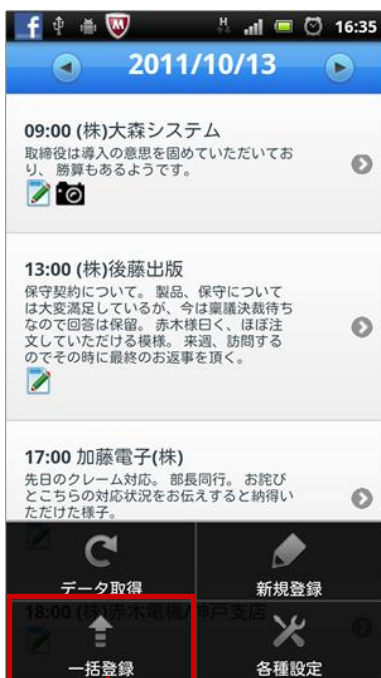 16:35
2011/10/13
09:00 (株)大森システム
取締役は導入の意思を固めていただいてお
り、 勝算もあるようです。
13:00 (株)後藤出版
保守契約について。 製品、保守について
は大変満足しているが、今は稟議決裁待ち
なので回答は保留。 赤木様曰く、ほぼ注
文していただける模様。 来週、訪問する
のでその時に最終のお返事を頂く。
17:00 加藤電子(株)
先日のクレーム対応。 部長同行。 お詫び
とこちらの対応状況をお伝えすると納得い
ただけた様子。
データ取得
新規登録
18:00 (株)赤木電機/神戸支店
一括登録
各種設定